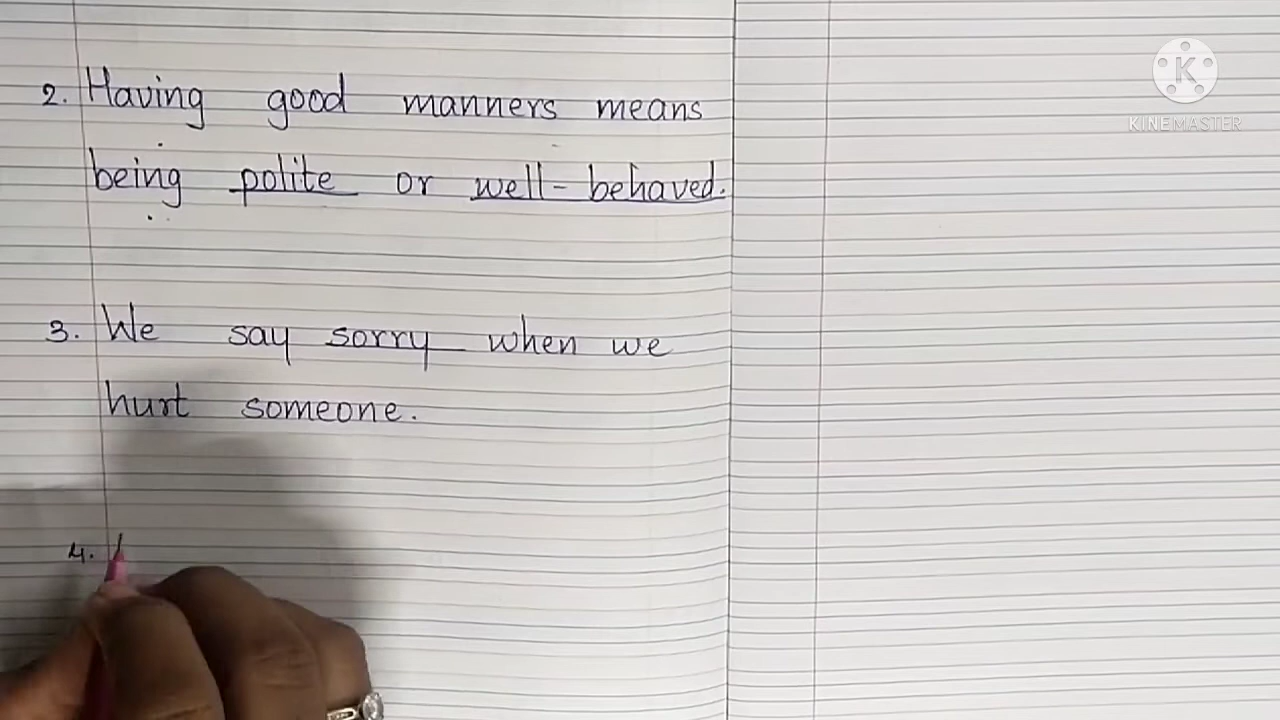 2. Having good manners means
being polite or well-behaved.
3. We say sorry when we
hurt someone.
4.
K
KINEMASTER